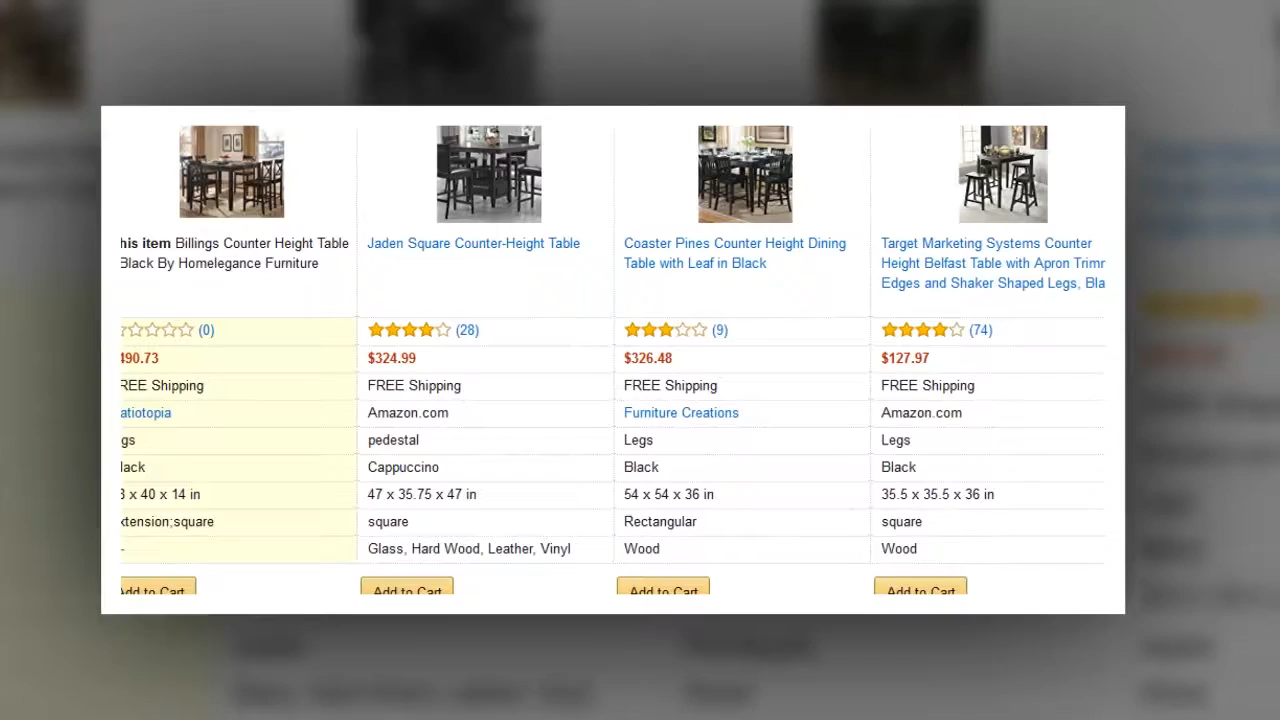 his item Billings Counter Height Table
Black By Homelegance Furniture
Jaden Square Counter-Height Table
Coaster Pines Counter Height Dining
Table with Leaf in Black
Target Marketing Systems Counter
Height Belfast Table with Apron Trimr
Edges and Shaker Shaped Legs, Bla
(0)
(28)
(9)
(74)
490.73
$324.99
$326.48
$127.97
REE Shipping
FREE Shipping
FREE Shipping
FREE Shipping
atiotopia
Amazon.com
Furniture Creations
Amazon.com
gs
pedestal
Legs
Legs
lack
Cappuccino
Black
Black
3 x 40 x 14 in
47 x 35.75 x 47 in
54 x 54 x 36 in
35.5 x 35.5 x 36 in
xtension;square
square
Rectangular
square
-
Glass, Hard Wood, Leather, Vinyl
Wood
Wood
Add to Cart
Add to Cart
Add to Cart
Add to Cart